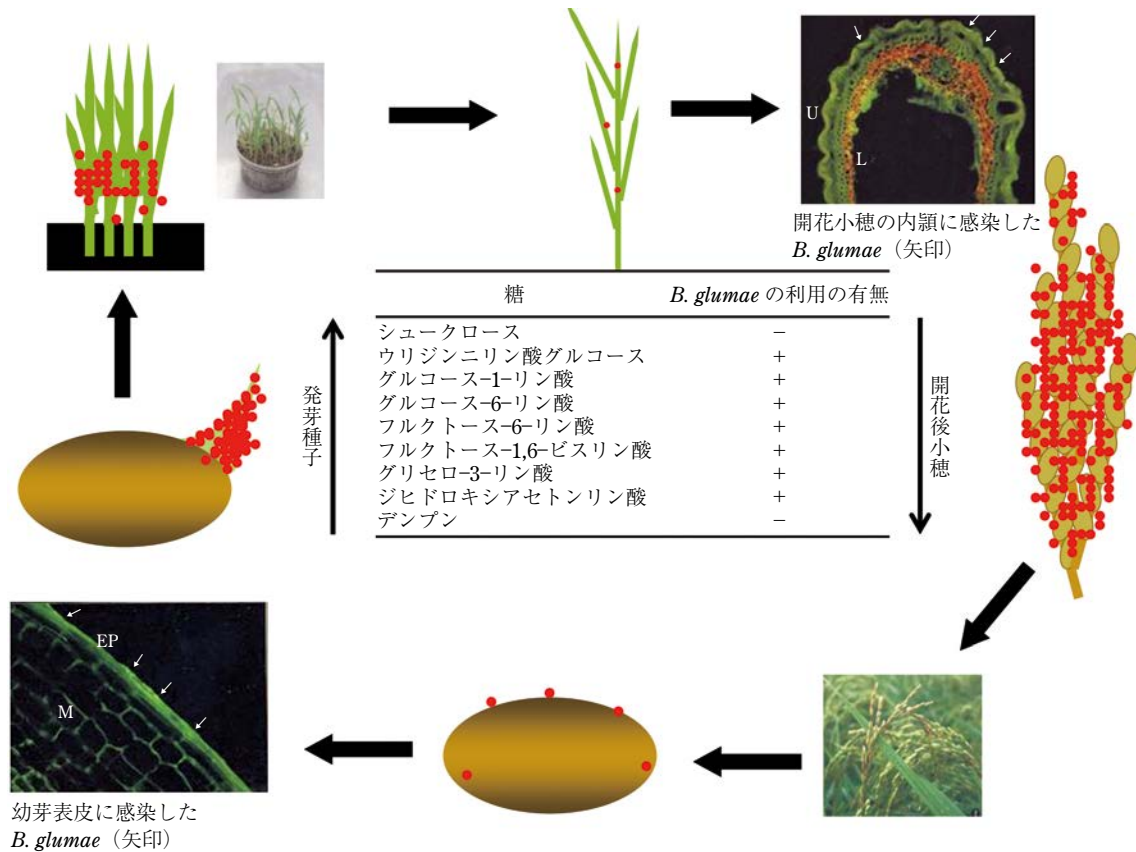 U
L
開花小穂の内頴に感染した
B. glumae（矢印）
糖 B. glumae の利用の有無
シュークロース −
ウリジンニリン酸グルコース +
グルコース−1−リン酸 +
グルコース−6−リン酸 +
フルクトース−6−リン酸 +
フルクトース−1,6−ビスリン酸 +
グリセロ−3−リン酸 +
ジヒドロキシアセトンリン酸 +
デンプン −
発芽種子
開花後小穂
EP
M
幼芽表皮に感染した
B. glumae（矢印）